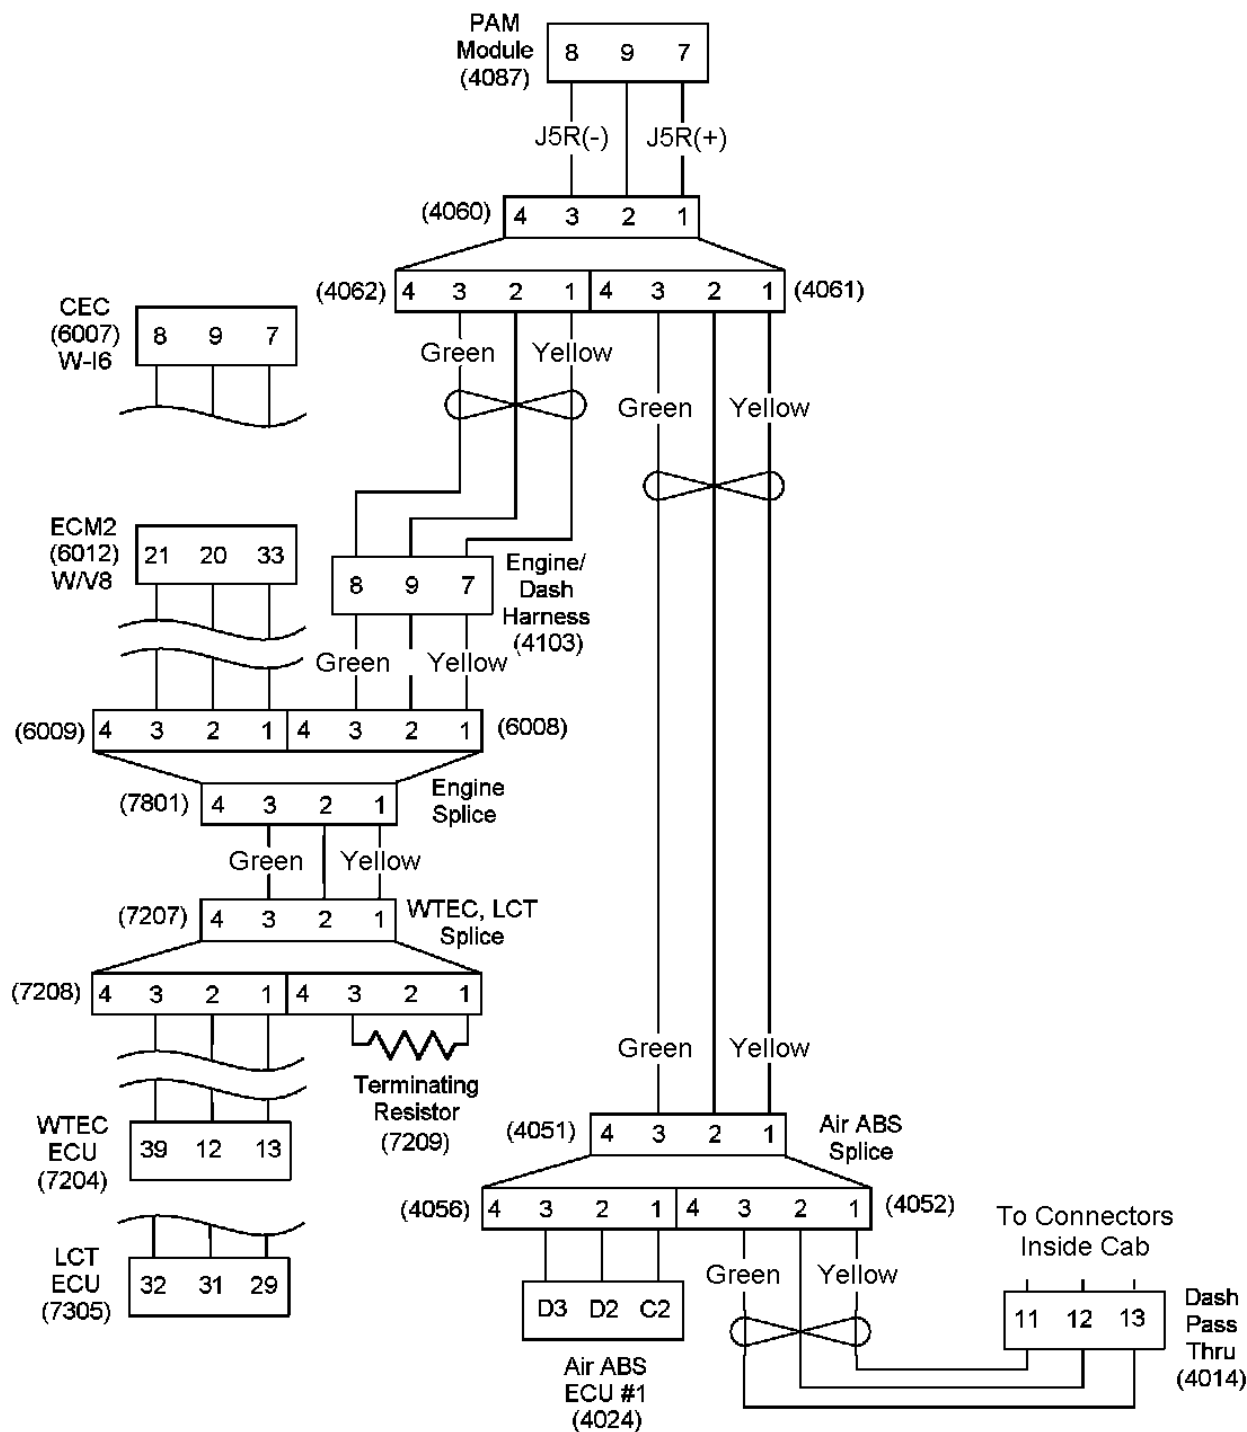 PAM
Module
(4087)
8 9 7
J5R(-) J5R(+)
(4060) 4 3 2 1
(4062) 4 3 2 1 4 3 2 1 (4061)
CEC
(6007)
W-I6
8 9 7
Green Yellow
Green Yellow
ECM2
(6012)
W/V8
21 20 33
8 9 7
Engine/
Dash
Harness
(4103)
Green Yellow
(6009) 4 3 2 1 4 3 2 1 (6008)
Engine
Splice
(7801) 4 3 2 1
Green Yellow
(7207) 4 3 2 1
WTEC, LCT
Splice
(7208) 4 3 2 1 4 3 2 1
Terminating
Resistor
(7209)
Green Yellow
WTEC
ECU
(7204)
39 12 13
(4051) 4 3 2 1
Air ABS
Splice
(4056) 4 3 2 1 4 3 2 1 (4052)
To Connectors
Inside Cab
LCT
ECU
(7305)
32 31 29
Green Yellow
D3 D2 C2
11 12 13
Dash
Pass
Thru
(4014)
Air ABS
ECU #1
(4024)